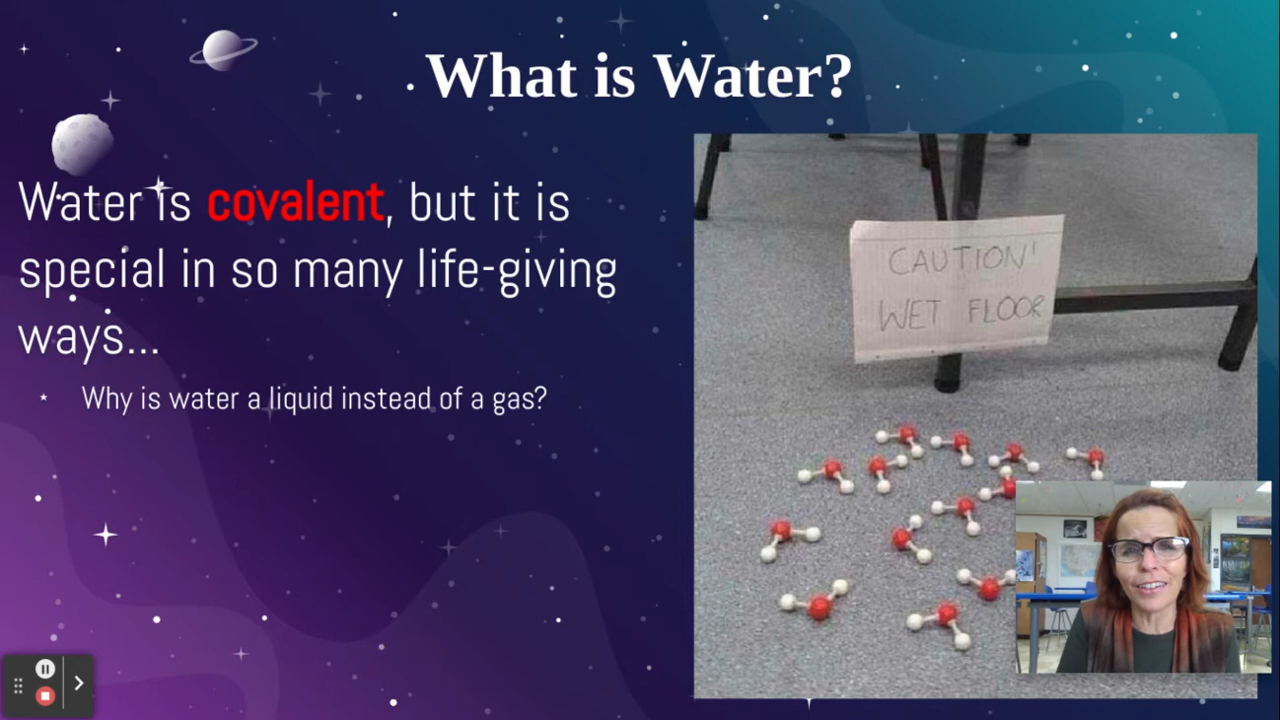 What is Water?
Water is covalent, but it is
special in so many life-giving
ways...
Why is water a liquid instead of a gas?
CAUTION!
WET FLOOR